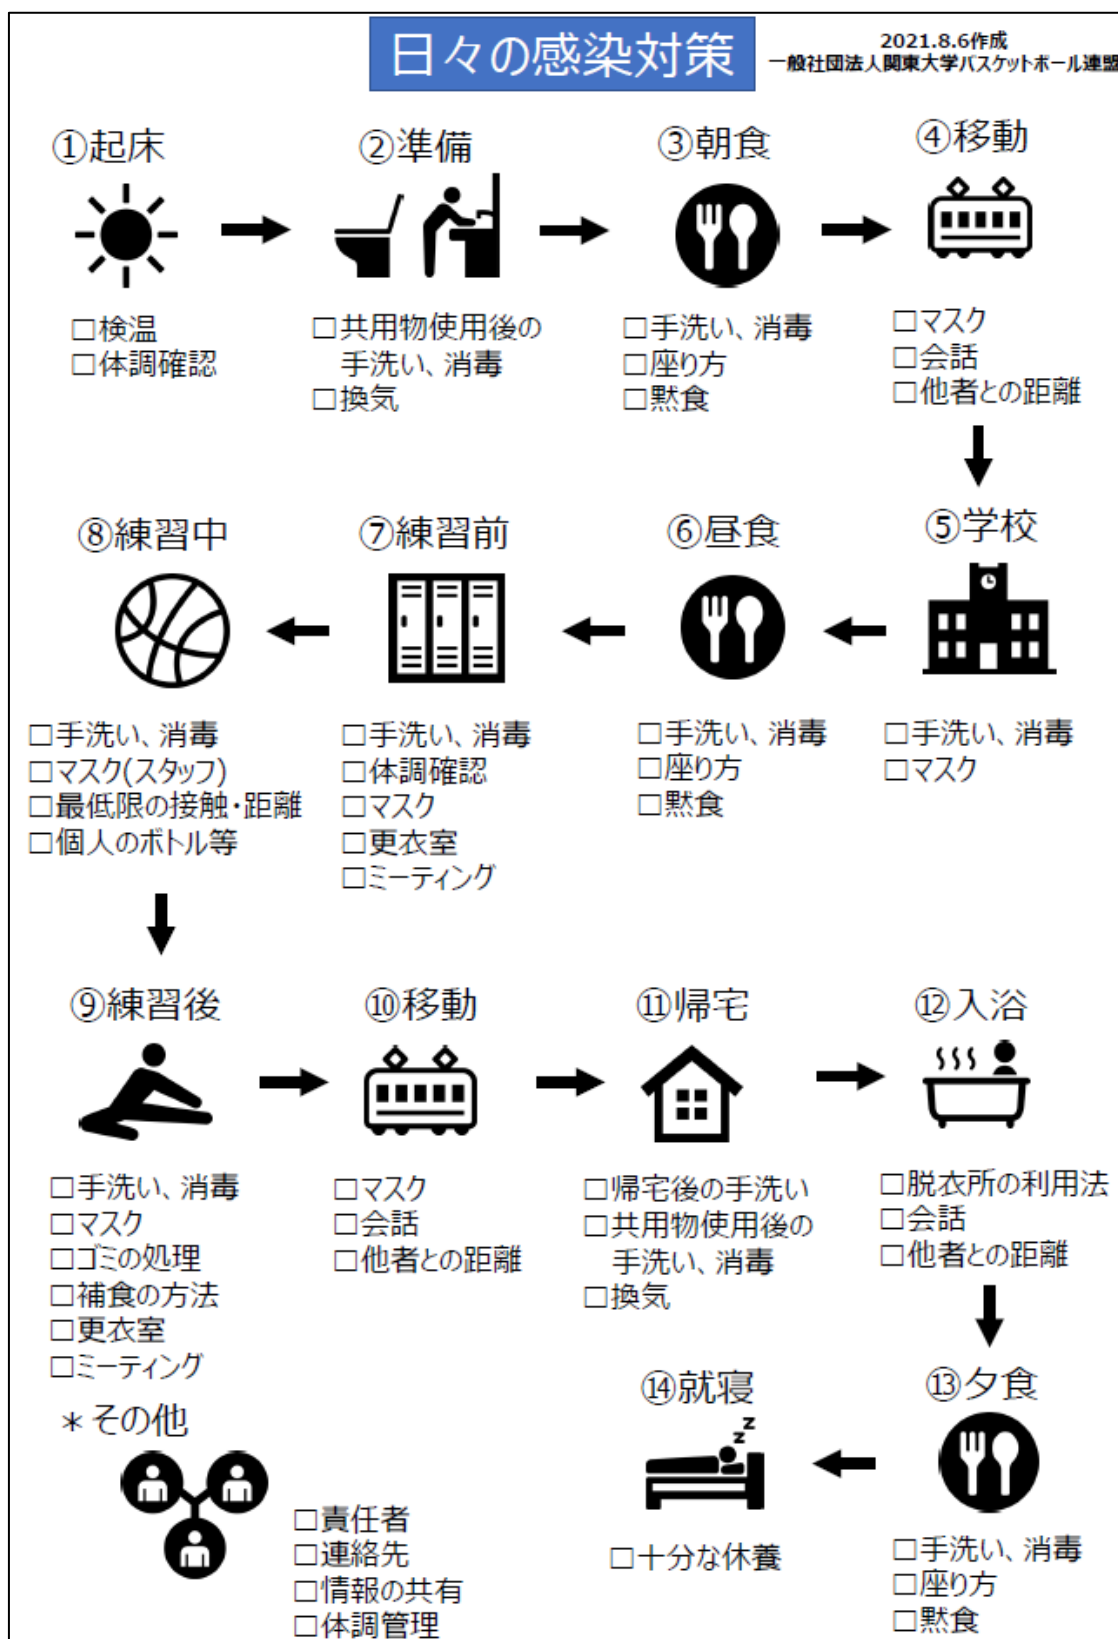 日々の感染対策
2021.8.6作成
一般社団法人関東大学バスケットボール連盟
①起床
□検温
□体調確認
②準備
□共用物使用後の
手洗い、消毒
□換気
③朝食
□手洗い、消毒
□座り方
□黙食
④移動
□マスク
□会話
□他者との距離
⑤学校
□手洗い、消毒
□マスク
⑥昼食
□手洗い、消毒
□座り方
□黙食
⑦練習前
□手洗い、消毒
□体調確認
□マスク
□更衣室
□ミーティング
⑧練習中
□手洗い、消毒
□マスク(スタッフ)
□最低限の接触・距離
□個人のボトル等
⑨練習後
□手洗い、消毒
□マスク
□ゴミの処理
□補食の方法
□更衣室
□ミーティング
⑩移動
□マスク
□会話
□他者との距離
⑪帰宅
□帰宅後の手洗い
□共用物使用後の
手洗い、消毒
□換気
⑫入浴
□脱衣所の利用法
□会話
□他者との距離
⑬夕食
□手洗い、消毒
□座り方
□黙食
⑭就寝
z
z
□十分な休養
＊その他
□責任者
□連絡先
□情報の共有
□体調管理